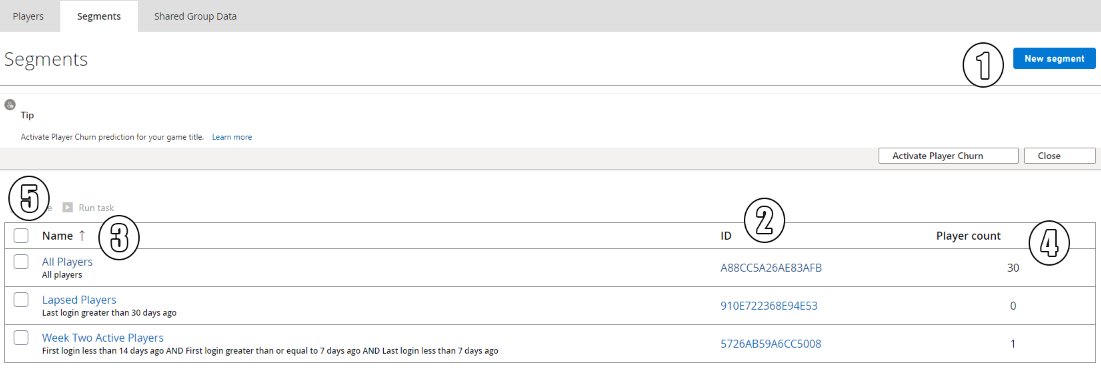 Players Segments Shared Group Data
Segments
1 New segment
Tip
Activate Player Churn prediction for your game title. Learn more
Activate Player Churn Close
5 Run task
Name ↑ 3 ID 2 Player count 4
All Players A88CC5A26AE83AFB 30
All players
Lapsed Players 910E722368E94E53 0
Last login greater than 30 days ago
Week Two Active Players 5726AB59A6CC5008 1
First login less than 14 days ago AND First login greater than or equal to 7 days ago AND Last login less than 7 days ago